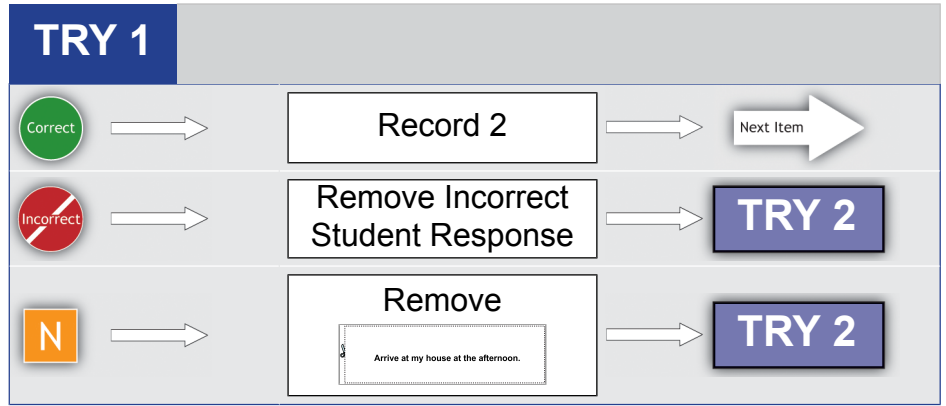 TRY 1
Correct
Record 2
Next Item
Incorrect
Remove Incorrect
Student Response
TRY 2
N
Remove
Arrive at my house at the afternoon.
TRY 2